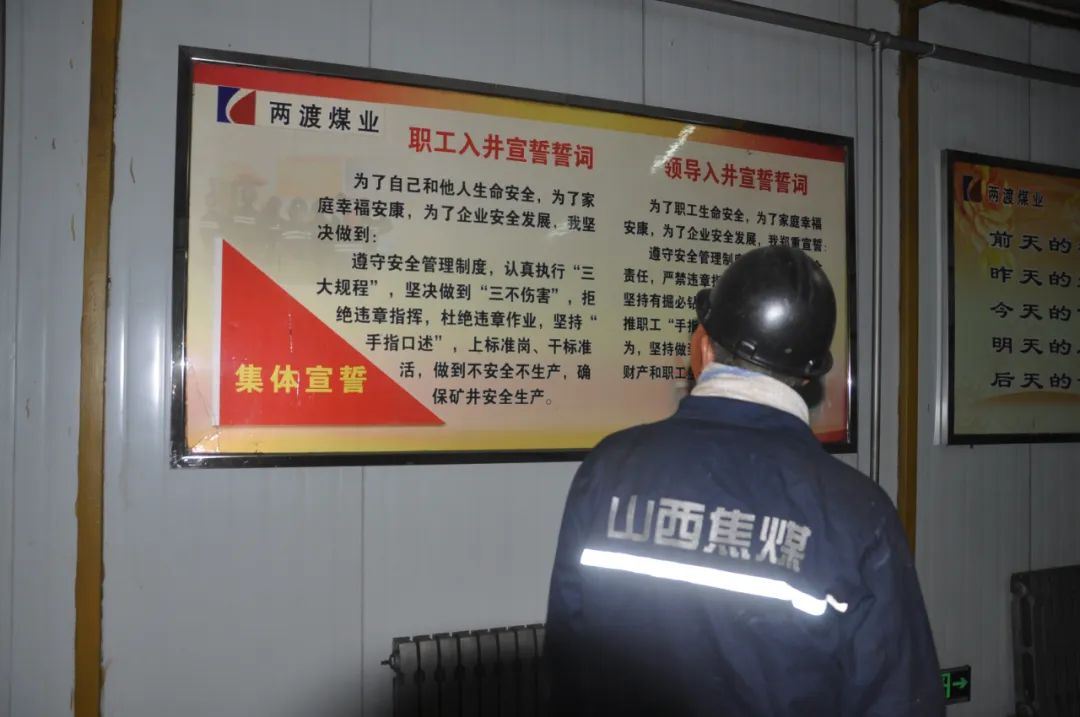 两渡煤业
职工入井宣誓誓词
为了自己和他人生命安全，为了家
庭幸福安康，为了企业安全发展，我坚
决做到：
遵守安全管理制度，认真执行“三
大规程”，坚决做到“三不伤害”，拒
绝违章指挥，杜绝违章作业，坚持“
手指口述”，上标准岗、干标准
活，做到不安全不生产，确
保矿井安全生产。
集体宣誓
领导入井宣誓誓词
为了职工生命安全，为了家庭幸福
安康，为了企业安全发展，我郑重宣誓：
遵守安全管理制
责任，严禁违章指
坚持有掘必钻
推职工“手指
为，坚持做到
财产和职工
两渡煤业
前天的
昨天的
今天的
明天的
后天的
山西焦煤